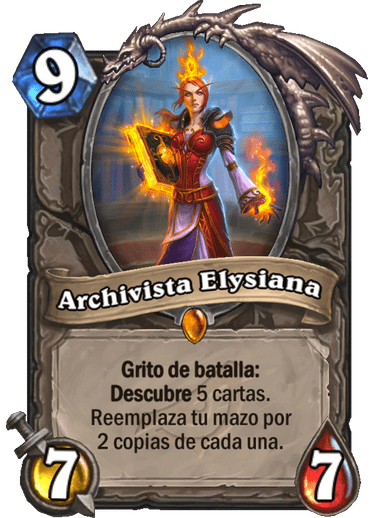 9
Archivista Elysiana
Grito de batalla:
Descubre 5 cartas.
Reemplaza tu mazo por
2 copias de cada una.
7
7